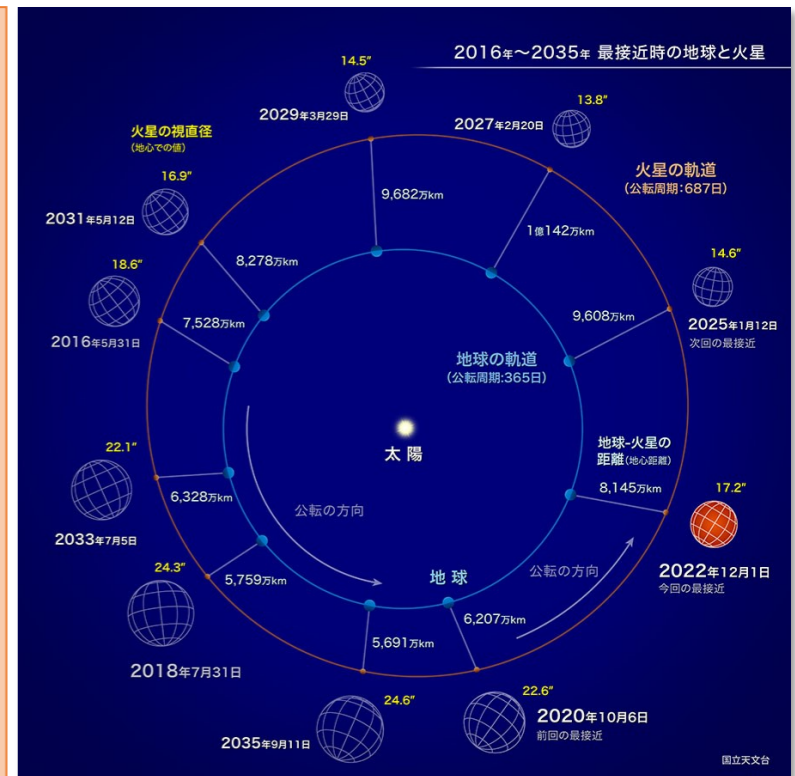 2016年～2035年 最接近時の地球と火星
14.5″
2029年3月29日
13.8″
2027年2月20日
火星の視直径
(地心での値)
火星の軌道
(公転周期:687日)
16.9″
2031年5月12日
9,682万km
1億142万km
8,278万km
18.6″
2016年5月31日
7,528万km
14.6″
2025年1月12日
次回の最接近
9,608万km
地球の軌道
(公転周期:365日)
太陽
地球-火星の
距離(地心距離)
8,145万km
17.2″
2022年12月1日
今回の最接近
22.1″
2033年7月5日
6,328万km
公転の方向
24.3″
2018年7月31日
5,759万km
地球
公転の方向
5,691万km
6,207万km
24.6″
2035年9月11日
22.6″
2020年10月6日
前回の最接近
国立天文台